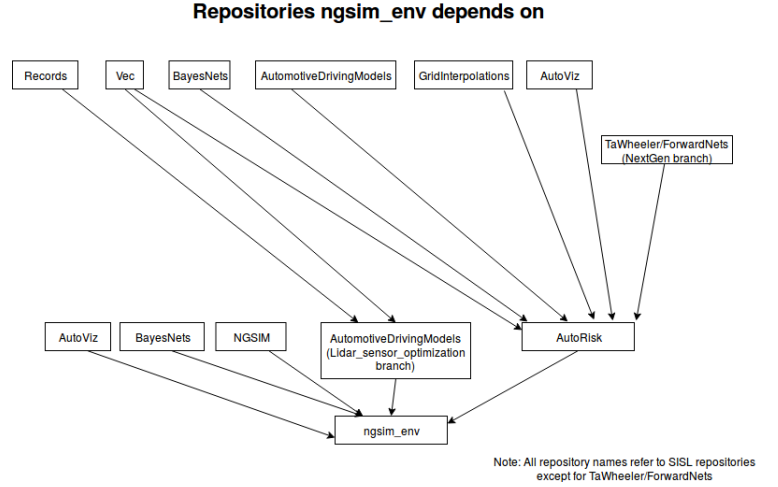 Repositories ngsim_env depends on
Records
Vec
BayesNets
AutomotiveDrivingModels
GridInterpolations
AutoViz
TaWheeler/ForwardNets
(NextGen branch)
AutoViz
BayesNets
NGSIM
AutomotiveDrivingModels
(Lidar_sensor_optimization
branch)
AutoRisk
ngsim_env
Note: All repository names refer to SISL repositories
except for TaWheeler/ForwardNets